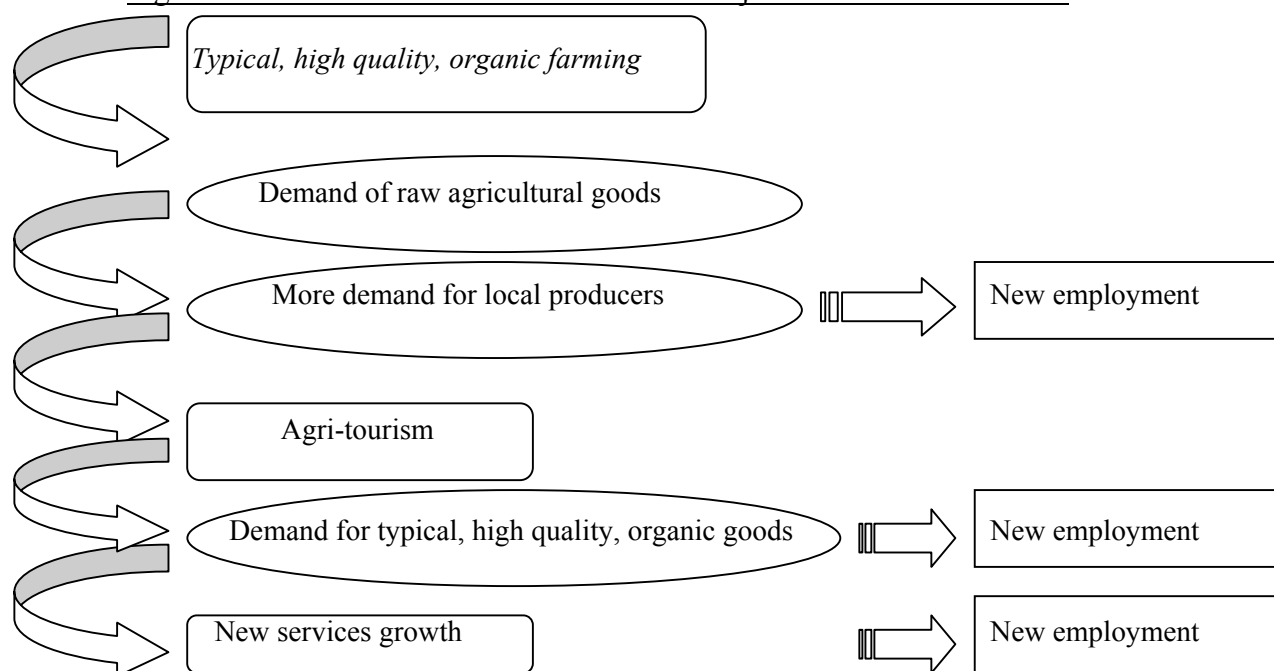 Typical, high quality, organic farming
Demand of raw agricultural goods
More demand for local producers
New employment
Agri-tourism
Demand for typical, high quality, organic goods
New employment
New services growth
New employment